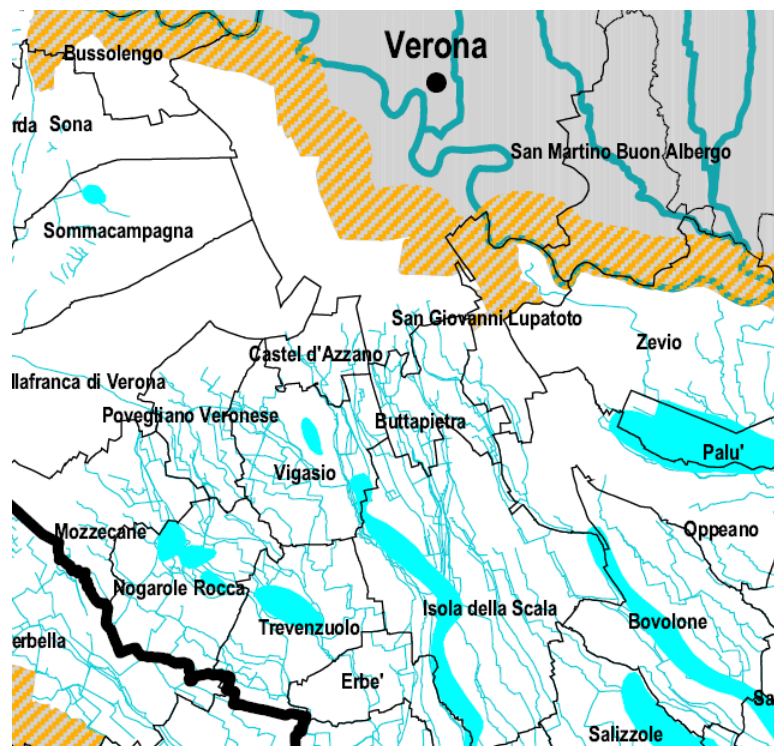 Verona
Bussolengo
rda
Sona
San Martino Buon Albergo
Sommacampagna
San Giovanni Lupatoto
Zevio
Castel d'Azzano
llafranca di Verona
Povegliano Veronese
Buttapietra
Palu'
Vigasio
Mozzecane
Oppeano
Nogarole Rocca
Isola della Scala
Trevenzuolo
Bovolone
erbella
Erbe'
Sa
Salizzole